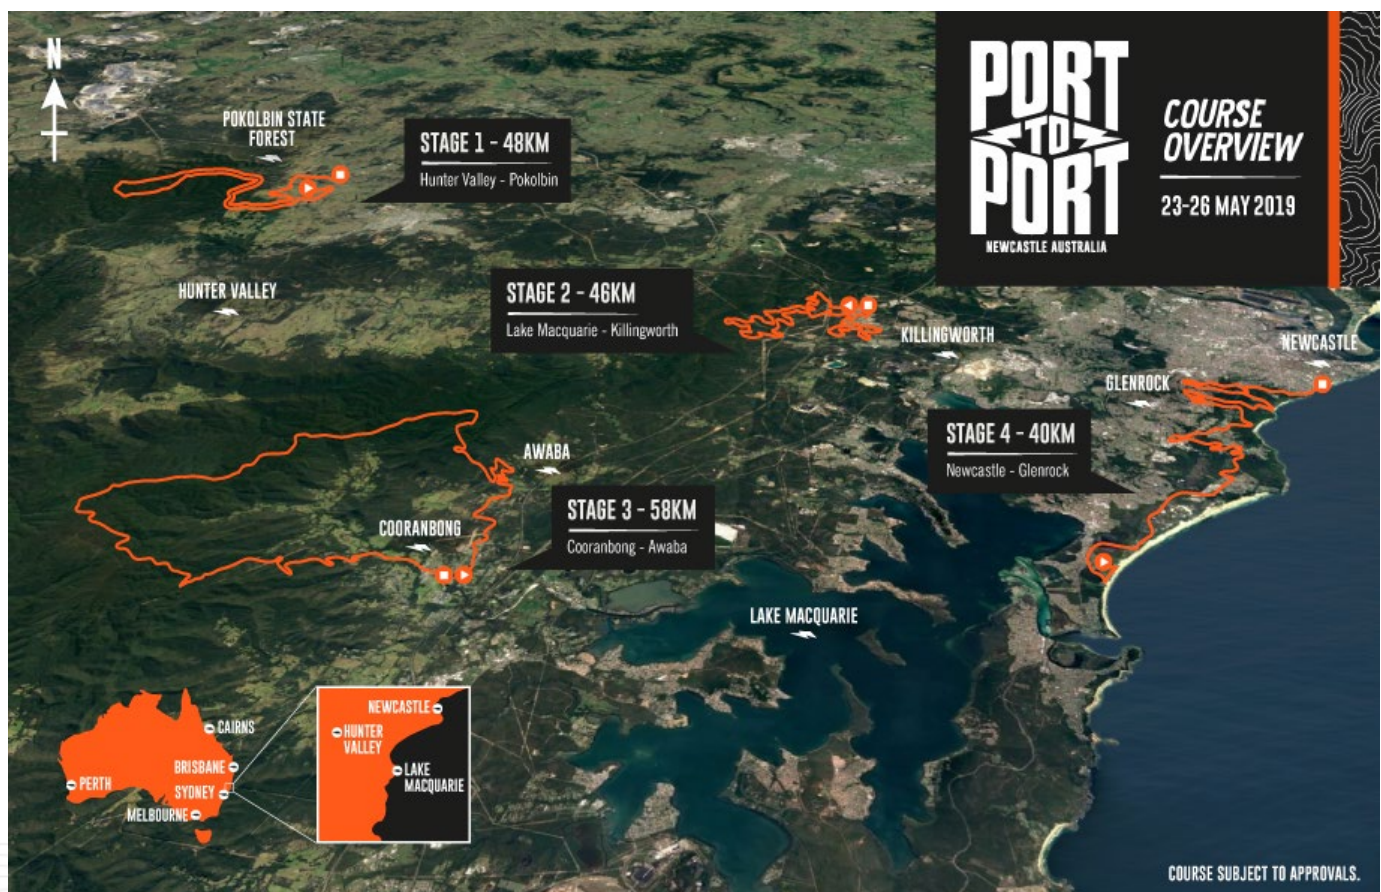 N
POKOLBIN STATE
FOREST
STAGE 1 - 48KM
Hunter Valley - Pokolbin
PORT
TO
PORT
NEWCASTLE AUSTRALIA
COURSE
OVERVIEW
23-26 MAY 2019
HUNTER VALLEY
STAGE 2 - 46KM
Lake Macquarie - Killingworth
KILLINGWORTH
NEWCASTLE
GLENROCK
STAGE 4 - 40KM
Newcastle - Glenrock
AWABA
STAGE 3 - 58KM
Cooranbong - Awaba
COORANBONG
LAKE MACQUARIE
CAIRNS
BRISBANE
PERTH
SYDNEY
MELBOURNE
NEWCASTLE
HUNTER
VALLEY
LAKE
MACQUARIE
COURSE SUBJECT TO APPROVALS.